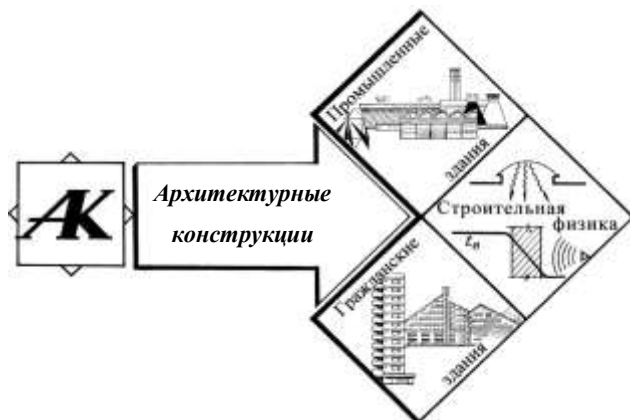 АК
Архитектурные
конструкции
Промышленные
здания
Строительная
физика
Гражданские
здания